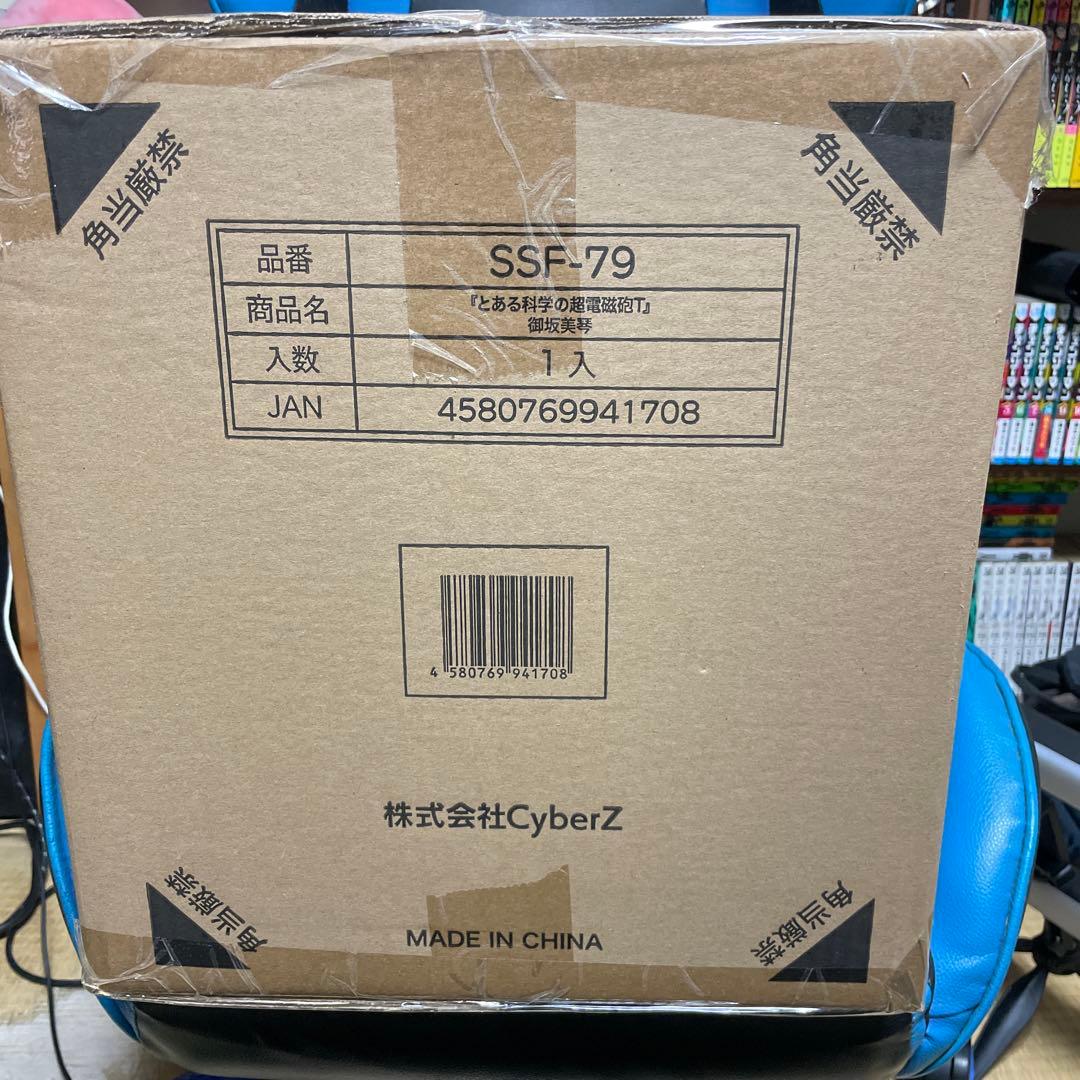 角当厳禁
角当厳禁
品番 SSF-79
商品名 『とある科学の超電磁砲T』
御坂美琴
入数 1入
JAN 4580769941708
4 580769 941708
株式会社CyberZ
角当厳禁
角当厳禁
MADE IN CHINA